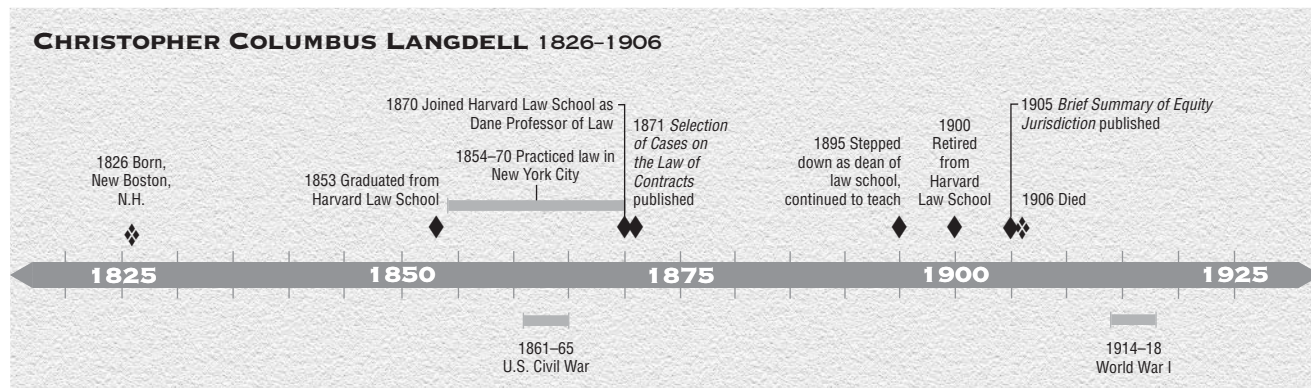 CHRISTOPHER COLUMBUS LANGDELL 1826–1906
1826 Born,
New Boston,
N.H.
1853 Graduated from
Harvard Law School
1854–70 Practiced law in
New York City
1870 Joined Harvard Law School as
Dane Professor of Law
1871 Selection
of Cases on
the Law of
Contracts
published
1895 Stepped
down as dean of
law school,
continued to teach
1900
Retired
from
Harvard
Law School
1905 Brief Summary of Equity
Jurisdiction published
1906 Died
1825 1850 1875 1900 1925
1861–65
U.S. Civil War
1914–18
World War I